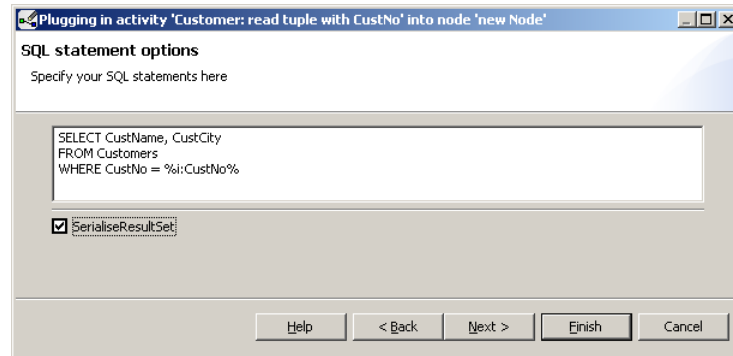 Plugging in activity 'Customer: read tuple with CustNo' into node 'new Node'
SQL statement options
Specify your SQL statements here
SELECT CustName, CustCity
FROM Customers
WHERE CustNo = %i:CustNo%
SerialiseResultSet
Help < Back Next > Finish Cancel